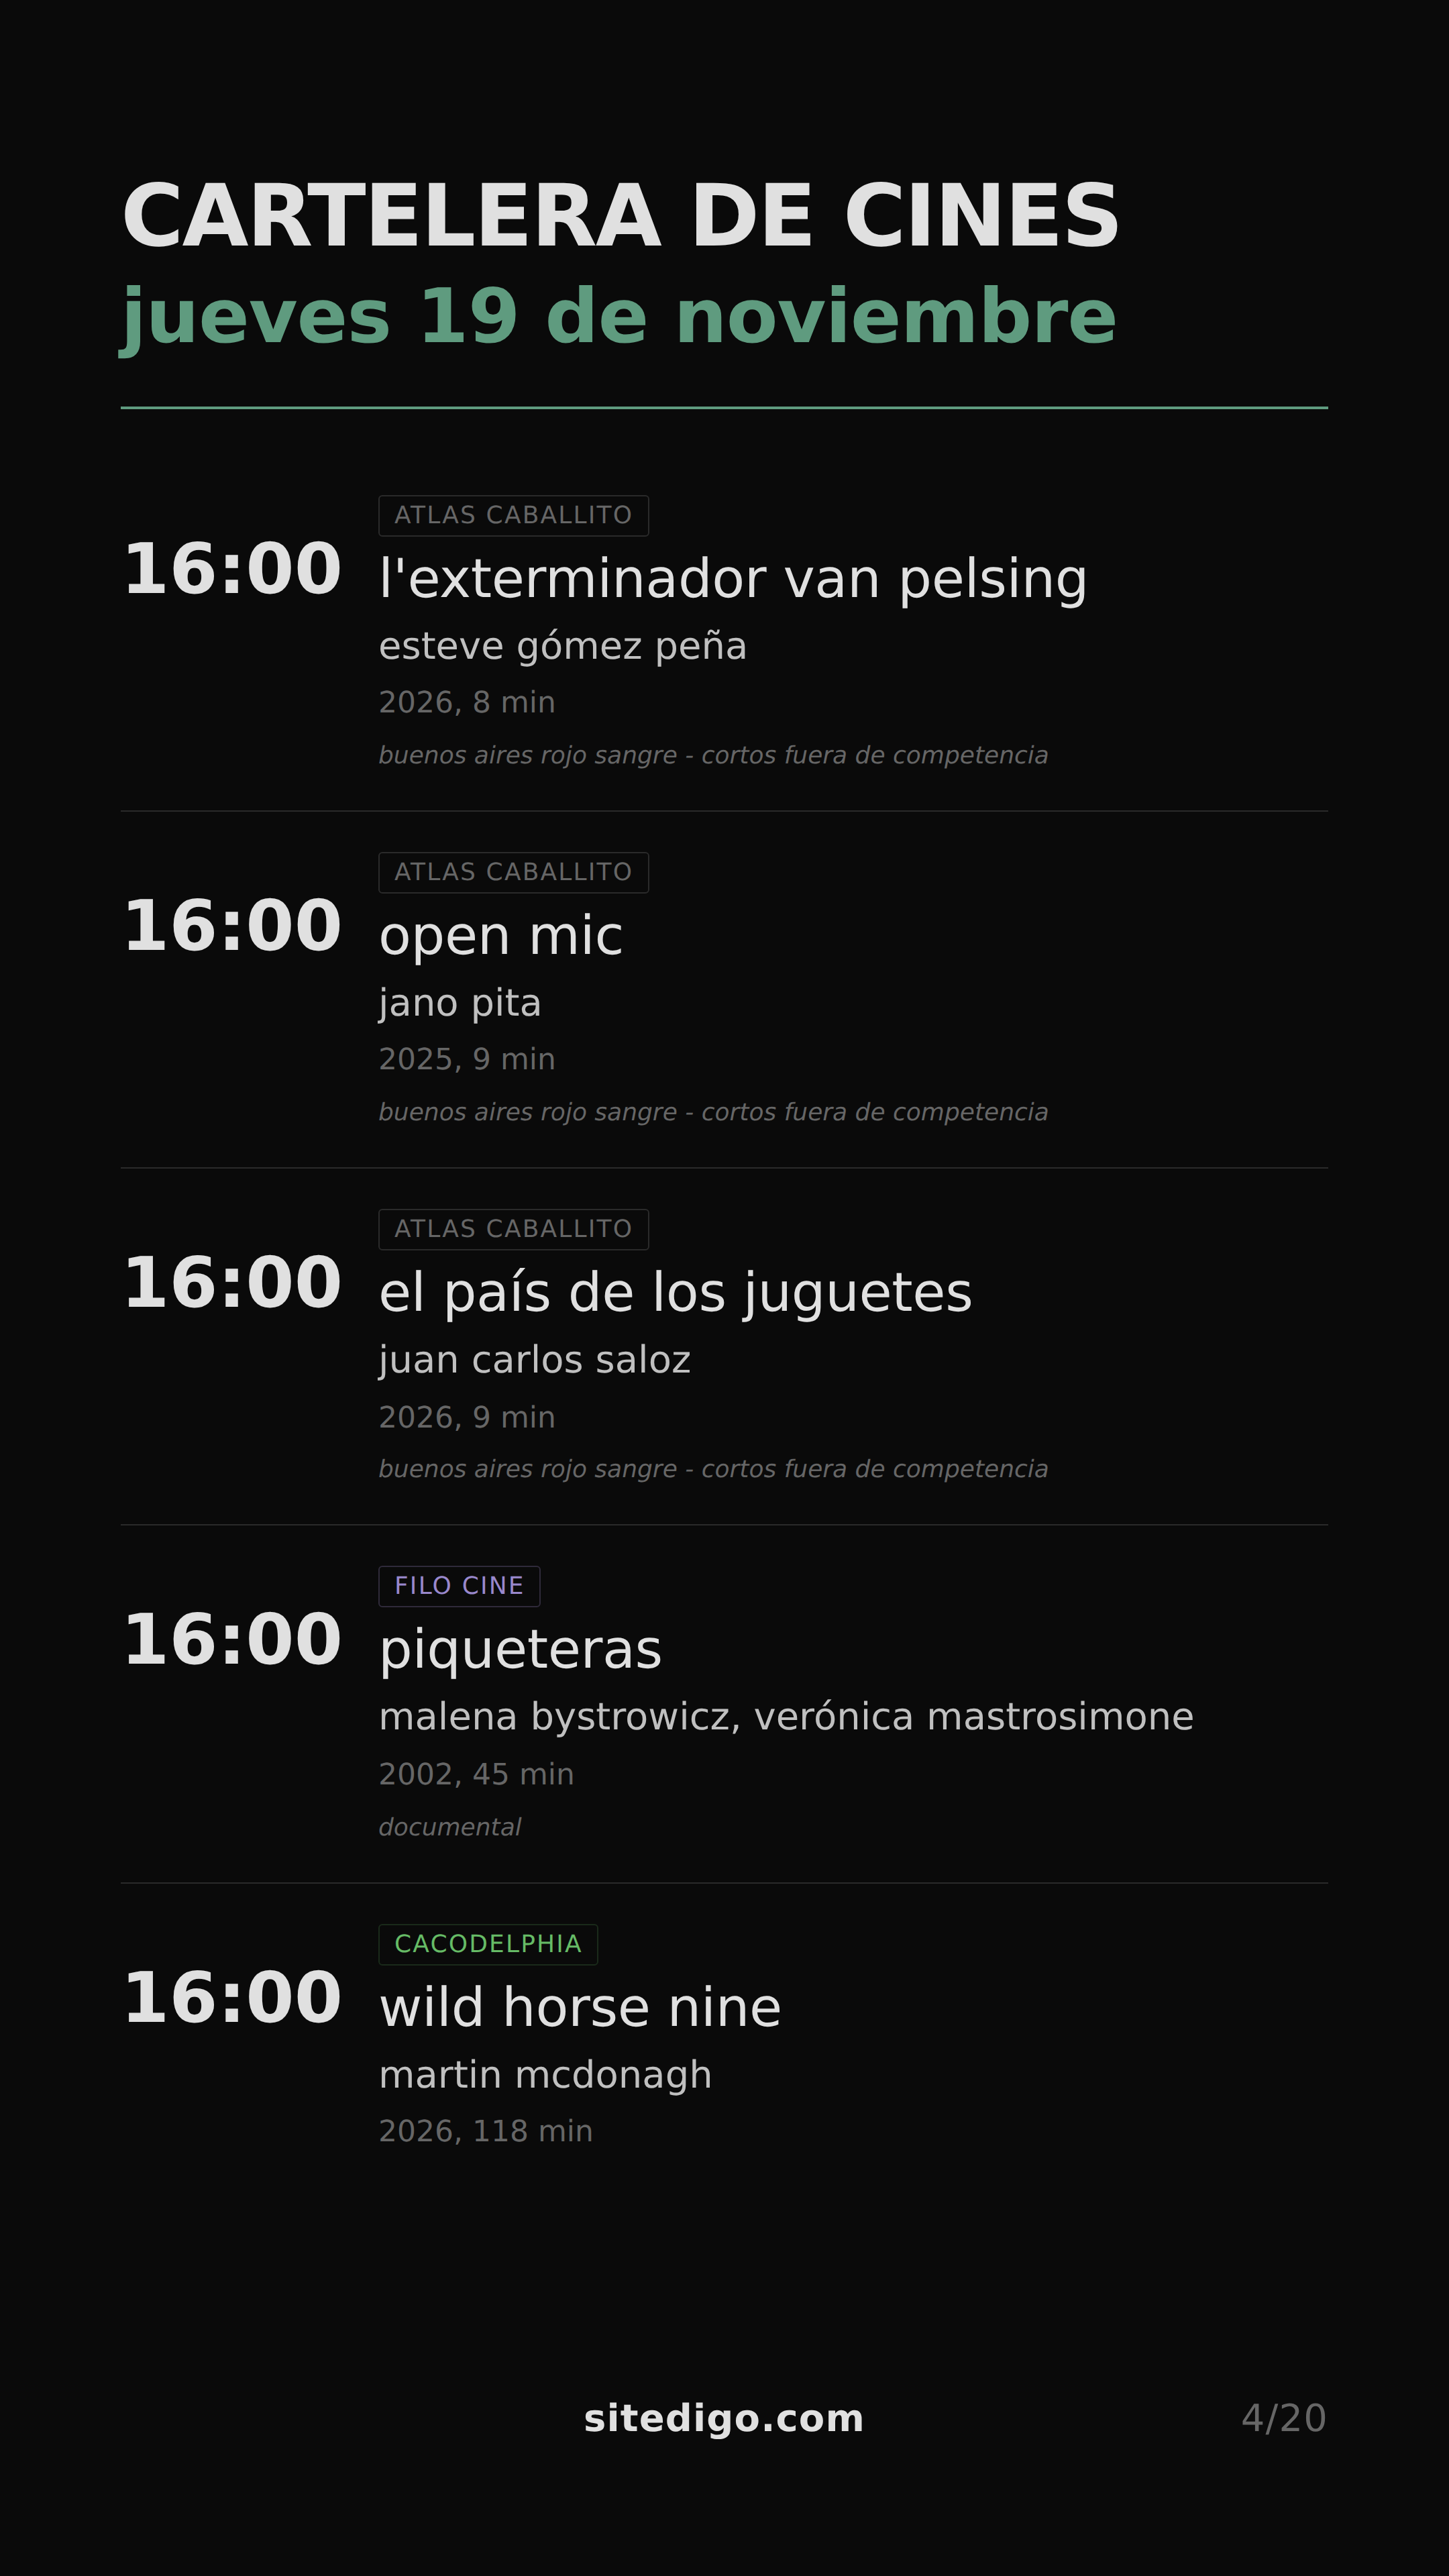 CARTELERA DE CINES
jueves 19 de noviembre
ATLAS CABALLITO
16:00
l'exterminador van pelsing
esteve gómez peña
2026, 8 min
buenos aires rojo sangre - cortos fuera de competencia
ATLAS CABALLITO
16:00
open mic
jano pita
2025, 9 min
buenos aires rojo sangre - cortos fuera de competencia
ATLAS CABALLITO
16:00
el país de los juguetes
juan carlos saloz
2026, 9 min
buenos aires rojo sangre - cortos fuera de competencia
FILO CINE
16:00
piqueteras
malena bystrowicz, verónica mastrosimone
2002, 45 min
documental
CACODELPHIA
16:00
wild horse nine
martin mcdonagh
2026, 118 min
sitedigo.com
4/20